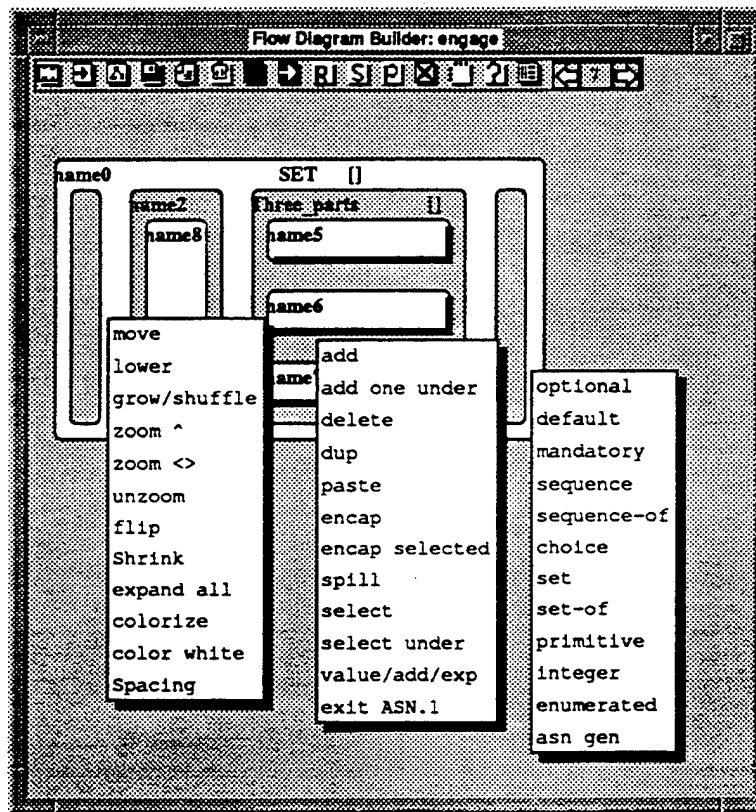 Flow Diagram Builder: engage
R S P ? 7
name0 SET []
name2 Three_parts []
name8 name5
name6
name
move
lower
grow/shuffle
zoom ^
zoom <>
unzoom
flip
Shrink
expand all
colorize
color white
Spacing
add
add one under
delete
dup
paste
encap
encap selected
spill
select
select under
value/add/exp
exit ASN.1
optional
default
mandatory
sequence
sequence-of
choice
set
set-of
primitive
integer
enumerated
asn gen